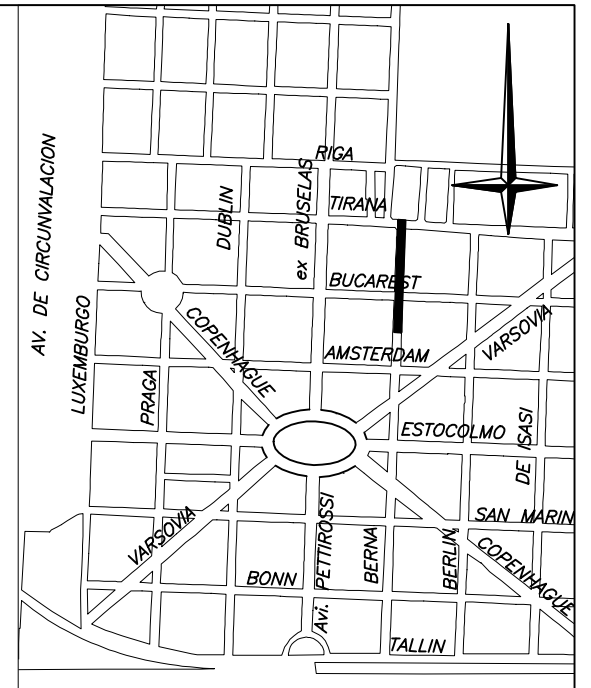 RIGA
AV. DE CIRCUNVALACION
DUBLIN
ex BRUSELAS
TIRANA
BUCAREST
LUXEMBURGO
COPENHAGUE
VARSOVIA
AMSTERDAM
PRAGA
ESTOCOLMO
DE ISASI
VARSOVIA
Avi. PETTIROSSI
BERNA
BERLIN
SAN MARIN
COPENHAGUE
BONN
TALLIN